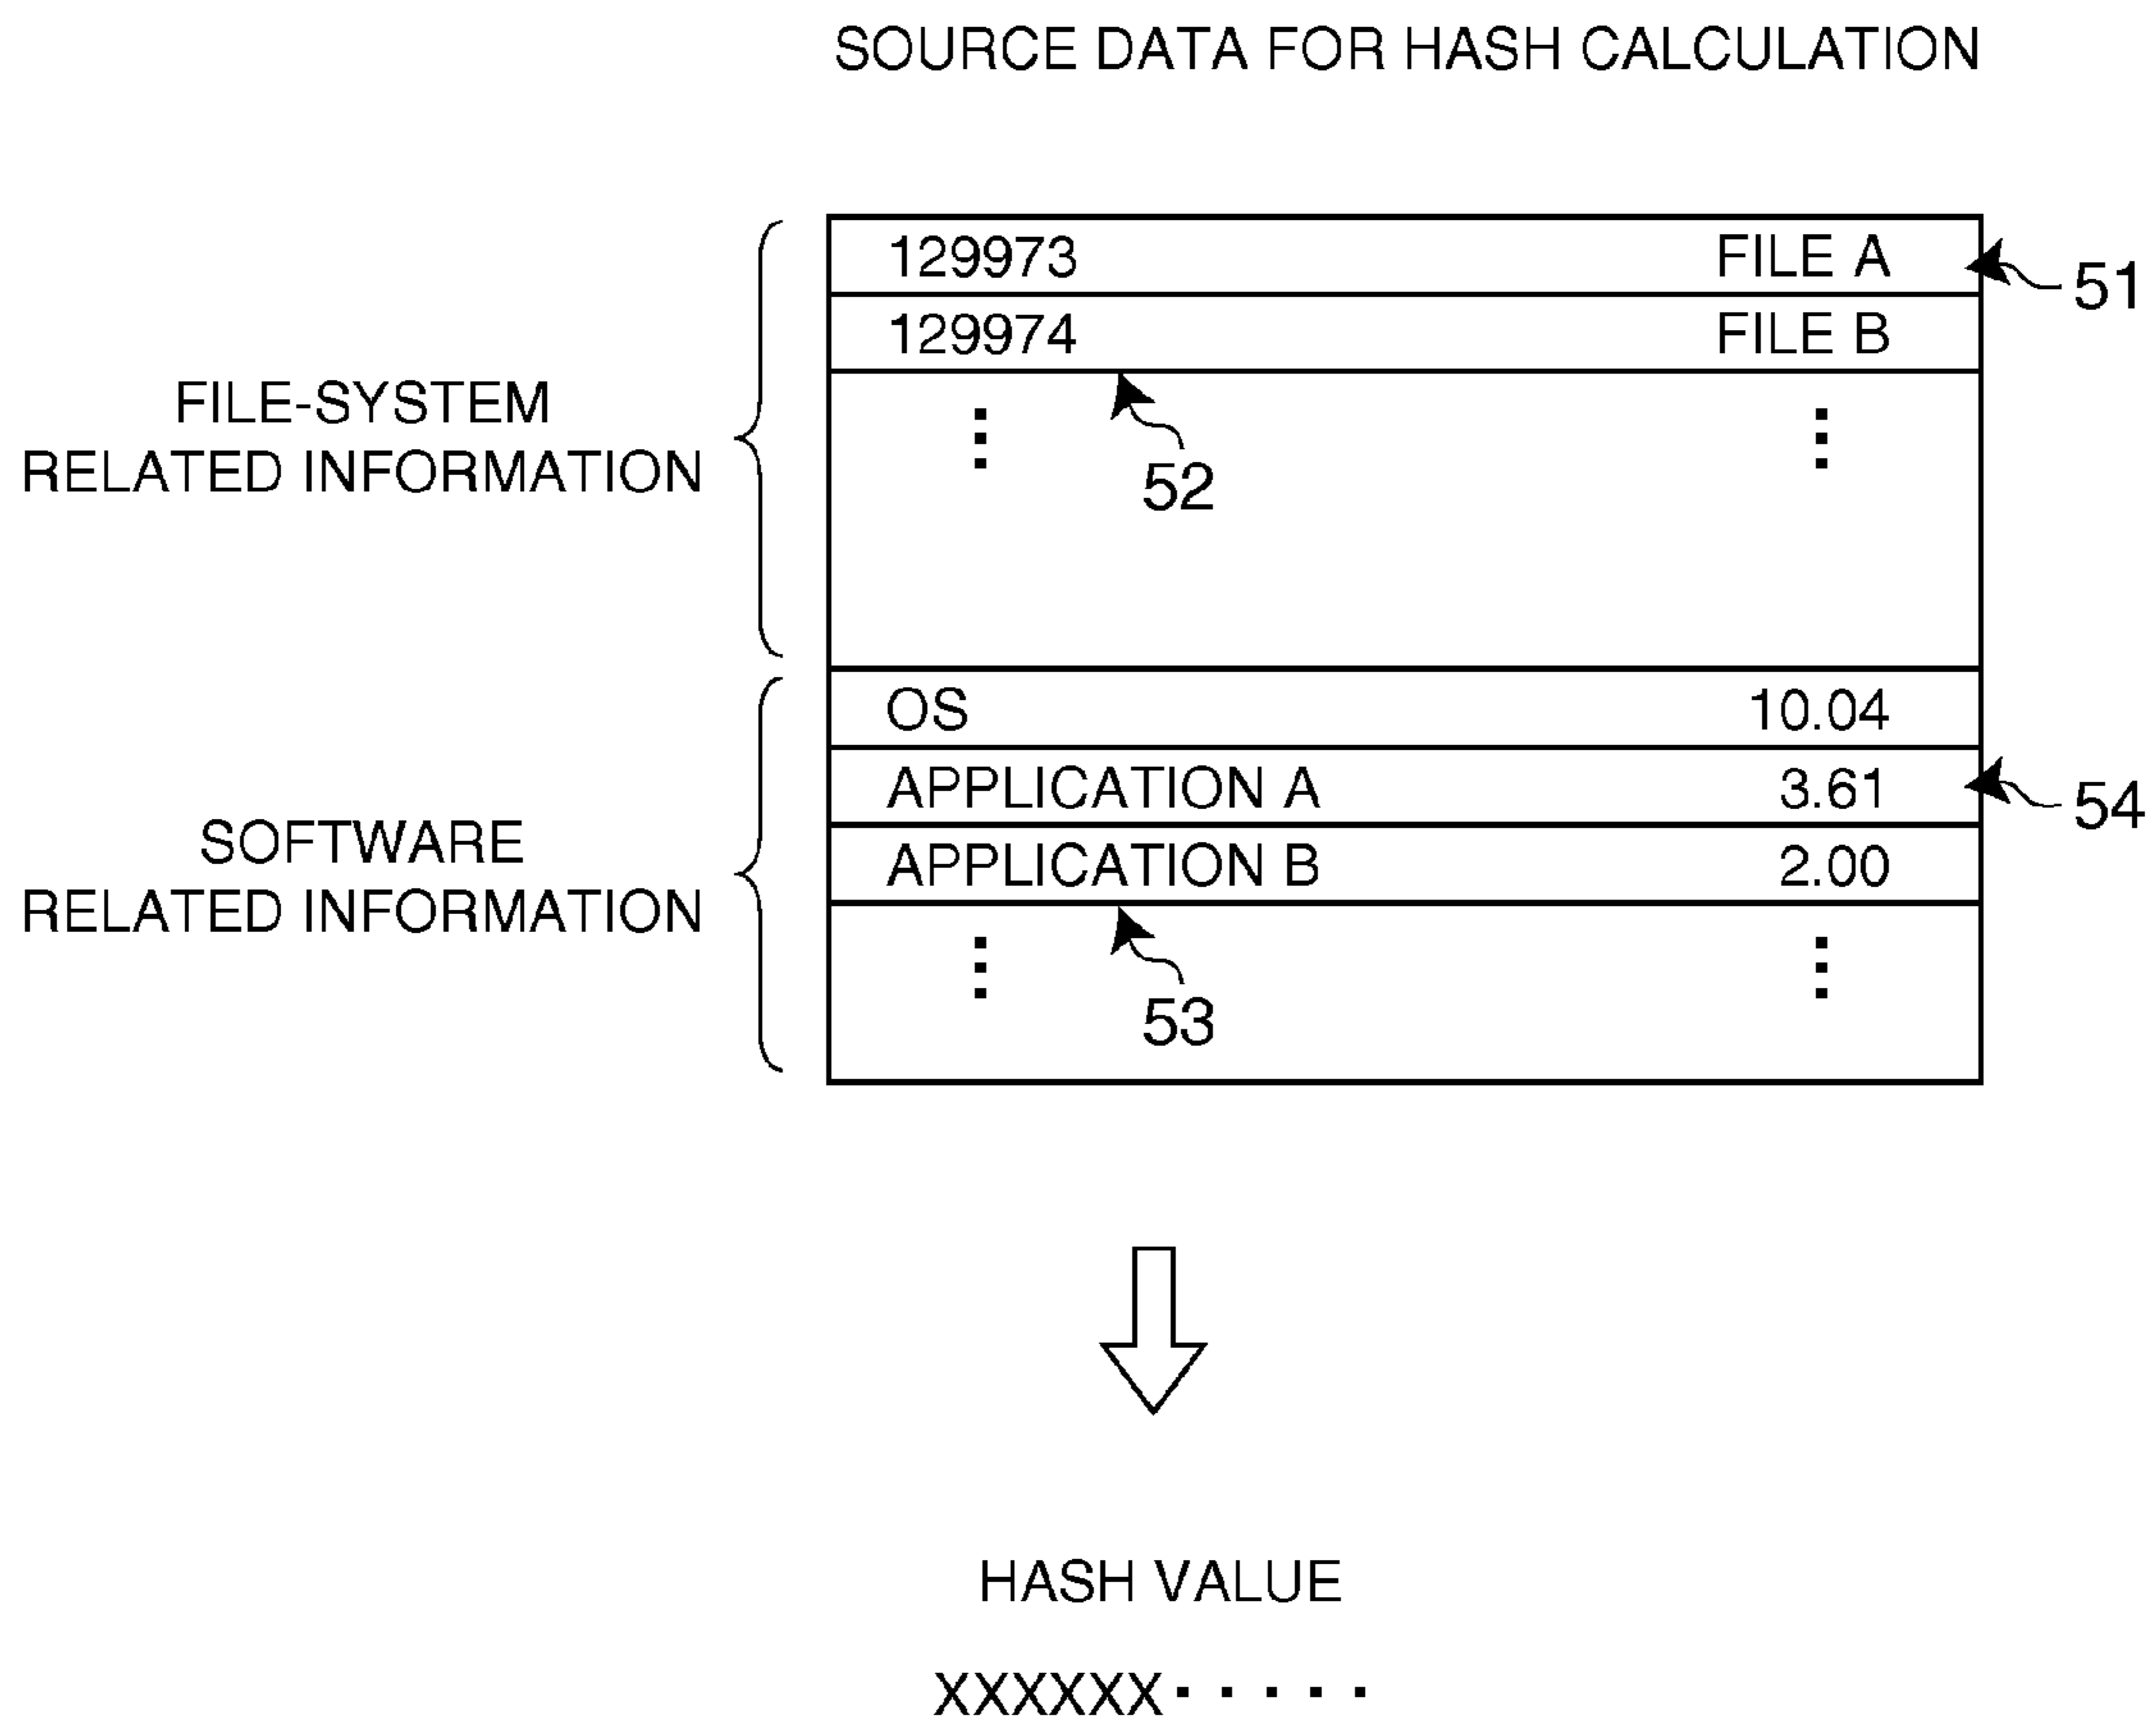 SOURCE DATA FOR HASH CALCULATION
129973 FILE A
51
129974 FILE B
FILE-SYSTEM
RELATED INFORMATION
52
OS 10.04
APPLICATION A 3.61
54
SOFTWARE
RELATED INFORMATION
APPLICATION B 2.00
53
HASH VALUE
XXXXXX·····